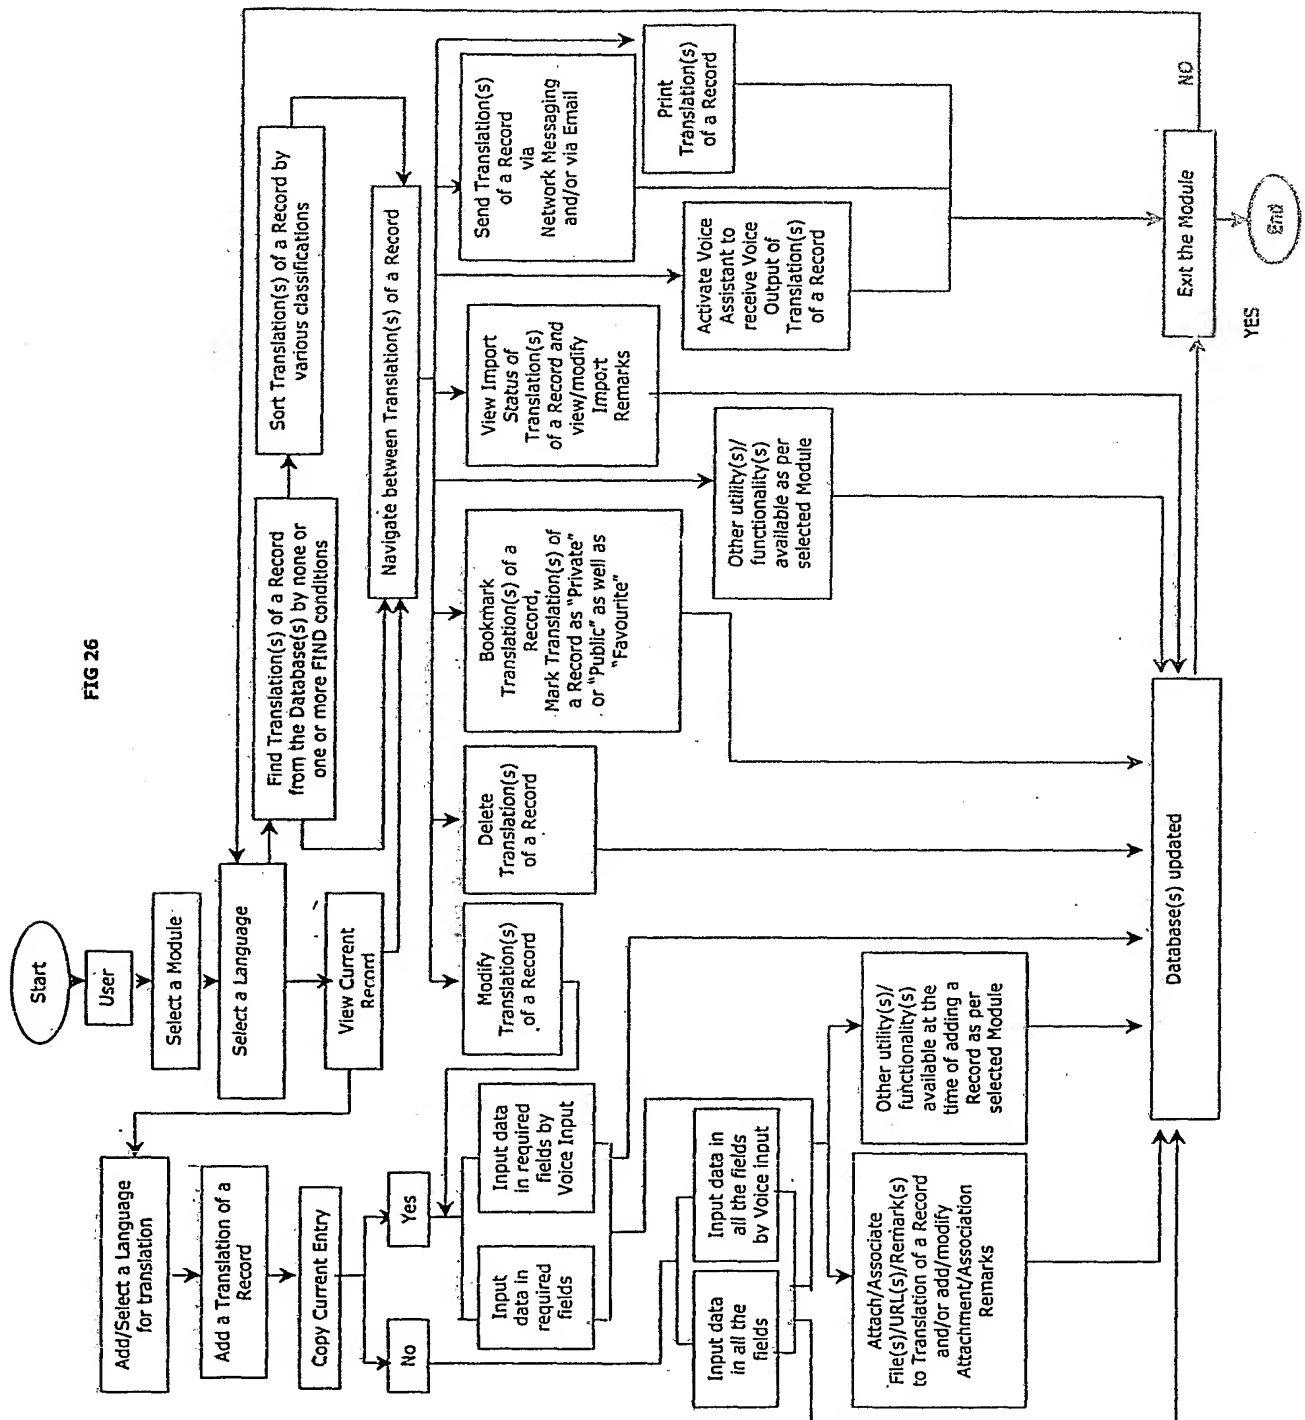 FIG 26
Start
User
Select a Module
Select a Language
View Current
Record
Find Translation(s) of a Record
from the Database(s) by none or
one or more FIND conditions
Sort Translation(s) of a Record by
various classifications
Navigate between Translation(s) of a Record
Add/Select a Language
for translation
Add a Translation of a
Record
Copy Current Entry
No
Yes
Input
data in
required
fields
Input data
in required
fields by
Voice Input
Modify
Translation(s)
of a Record
Delete
Translation(s)
of a Record
Bookmark
Translation(s) of a
Record,
Mark Translation(s) of
a Record as "Private"
or "Public" as well as
"Favourite"
View Import
Status of
Translation(s)
of a Record and
view/modify
Import
Remarks
Send Translation(s)
of a Record
via
Network Messaging
and/or via Email
Print
Translation(s)
of a Record
Activate Voice
Assistant to
receive Voice
Output of
Translation(s)
of a Record
Other utility(s)/
functionality(s)
available as per
selected Module
Input data
in all the
fields
Input data in
all the fields
by Voice input
Attach/Associate
File(s)/URL(s)/Remark(s)
to Translation of a Record
and/or add/modify
Attachment/Association
Remarks
Other utility(s)/
functionality(s)
available at the
time of adding a
Record as per
selected Module
Database(s) updated
Exit the Module
NO
YES
End